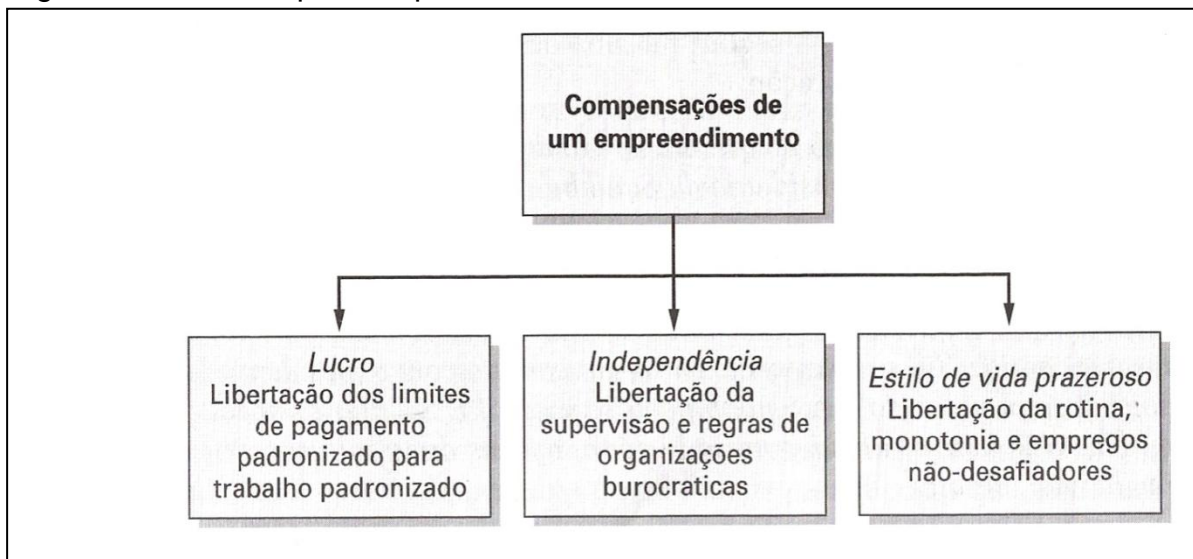 Compensações de
um empreendimento
Lucro
Libertação dos limites
de pagamento
padronizado para
trabalho padronizado
Independência
Libertação da
supervisão e regras de
organizações
burocráticas
Estilo de vida prazeroso
Libertação da rotina,
monotonia e empregos
não-desafiadores